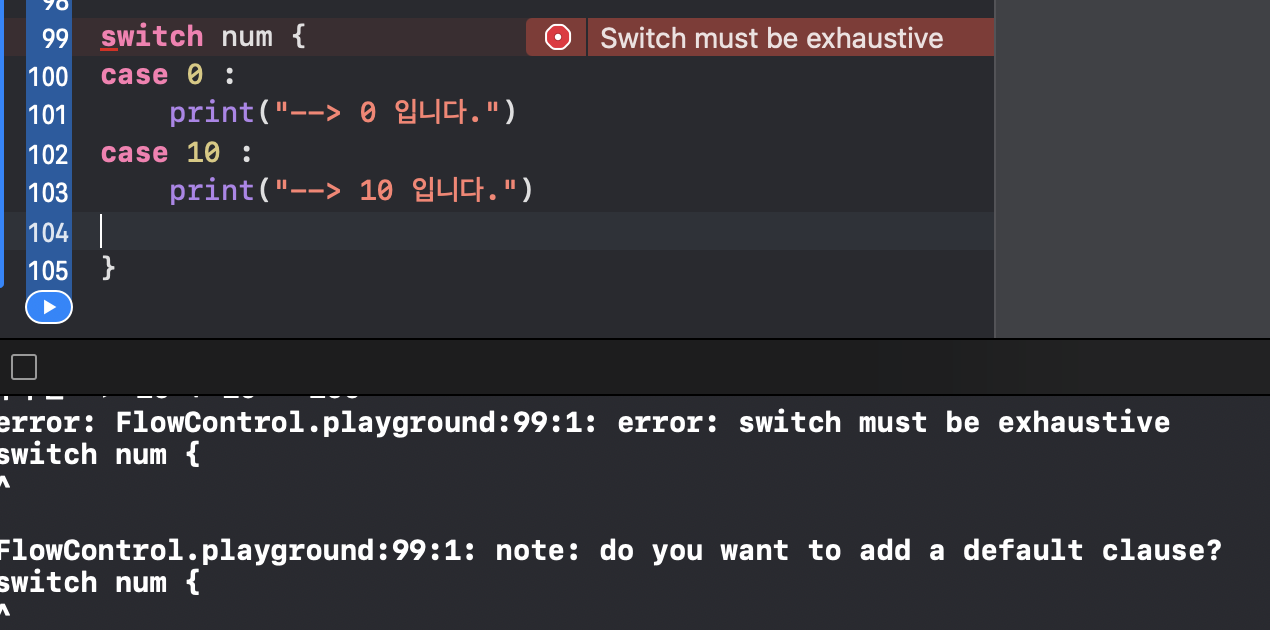 98
99 switch num {
Switch must be exhaustive
100 case 0 :
101 print("--> 0 입니다.")
102 case 10 :
103 print("--> 10 입니다.")
104
105 }
error: FlowControl.playground:99:1: error: switch must be exhaustive
switch num {
^
FlowControl.playground:99:1: note: do you want to add a default clause?
switch num {
^